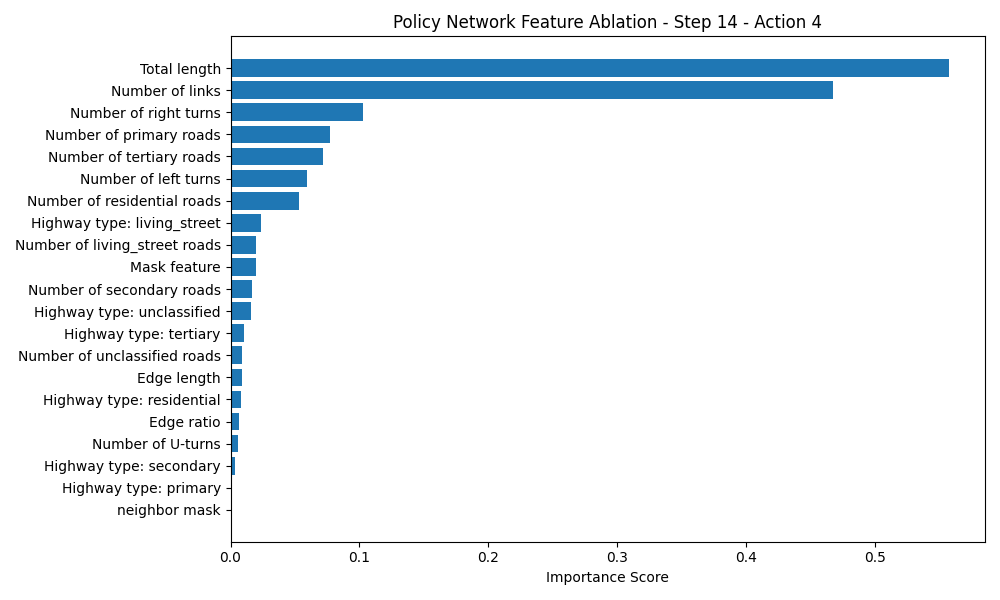 Policy Network Feature Ablation - Step 14 - Action 4
Total length
Number of links
Number of right turns
Number of primary roads
Number of tertiary roads
Number of left turns
Number of residential roads
Highway type: living_street
Number of living_street roads
Mask feature
Number of secondary roads
Highway type: unclassified
Highway type: tertiary
Number of unclassified roads
Edge length
Highway type: residential
Edge ratio
Number of U-turns
Highway type: secondary
Highway type: primary
neighbor mask
0.0 0.1 0.2 0.3 0.4 0.5
Importance Score